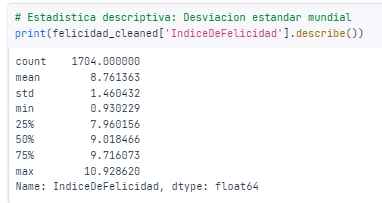 # Estadistica descriptiva: Desviacion estandar mundial
print(felicidad_cleaned['IndiceDeFelicidad'].describe())
count    1704.000000
mean        8.761363
std         1.460432
min         0.930229
25%         7.960156
50%         9.018466
75%         9.716073
max        10.928620
Name: IndiceDeFelicidad, dtype: float64